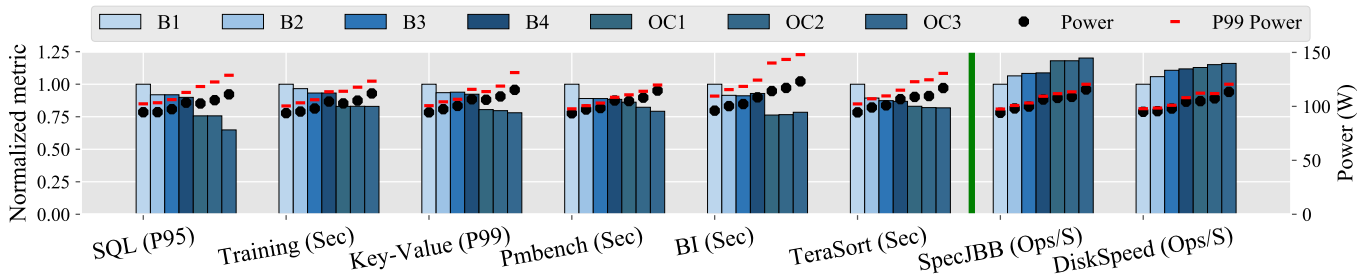 B1 B2 B3 B4 OC1 OC2 OC3 Power P99 Power
Normalized metric
1.25
1.00
0.75
0.50
0.25
0.00
150
100
50
0
Power (W)
SQL (P95)
Training (Sec)
Key-Value (P99)
Pmbench (Sec)
BI (Sec)
TeraSort (Sec)
SpecJBB (Ops/S)
DiskSpeed (Ops/S)